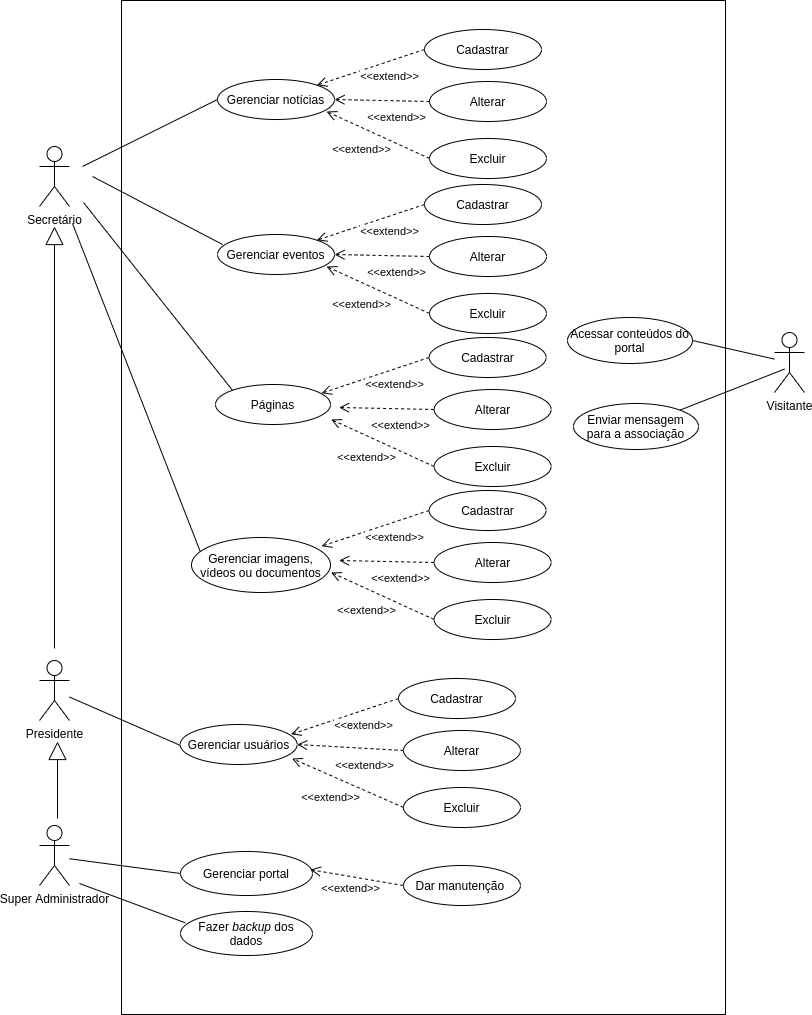 Cadastrar
<<extend>>
Gerenciar notícias
Alterar
<<extend>>
<<extend>>
Excluir
Secretário
Cadastrar
<<extend>>
Gerenciar eventos
Alterar
<<extend>>
<<extend>>
Excluir
Acessar conteúdos do
portal
Visitante
Enviar mensagem
para a associação
Cadastrar
<<extend>>
Páginas
Alterar
<<extend>>
<<extend>>
Excluir
Cadastrar
<<extend>>
Gerenciar imagens,
vídeos ou documentos
Alterar
<<extend>>
<<extend>>
Excluir
Presidente
Cadastrar
<<extend>>
Gerenciar usuários
Alterar
<<extend>>
<<extend>>
Excluir
Super Administrador
Gerenciar portal
<<extend>>
Dar manutenção
Fazer backup dos
dados